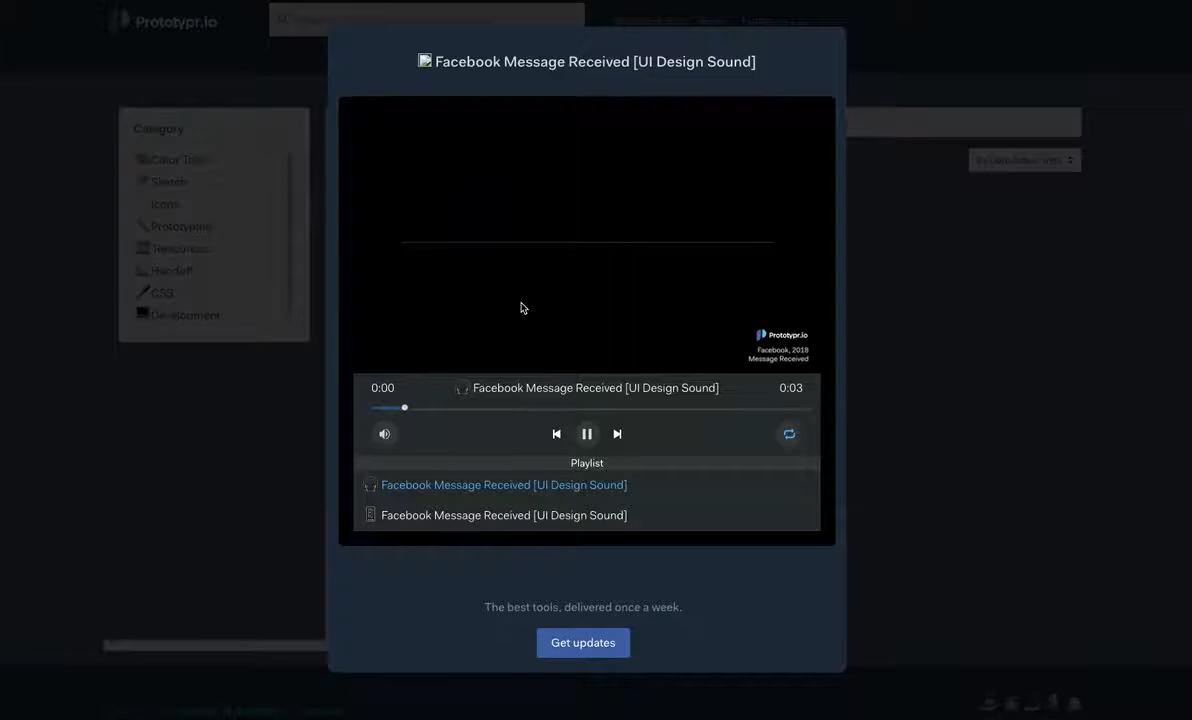 Prototypr.io
Facebook Message Received [UI Design Sound]
Category
Sketch
Icons
Prototyping
Handoff
CSS
Development
Prototypr.io
Facebook, 2018
Message Received
0:00
Facebook Message Received [UI Design Sound]
0:03
Playlist
Facebook Message Received [UI Design Sound]
Facebook Message Received [UI Design Sound]
The best tools, delivered once a week.
Get updates